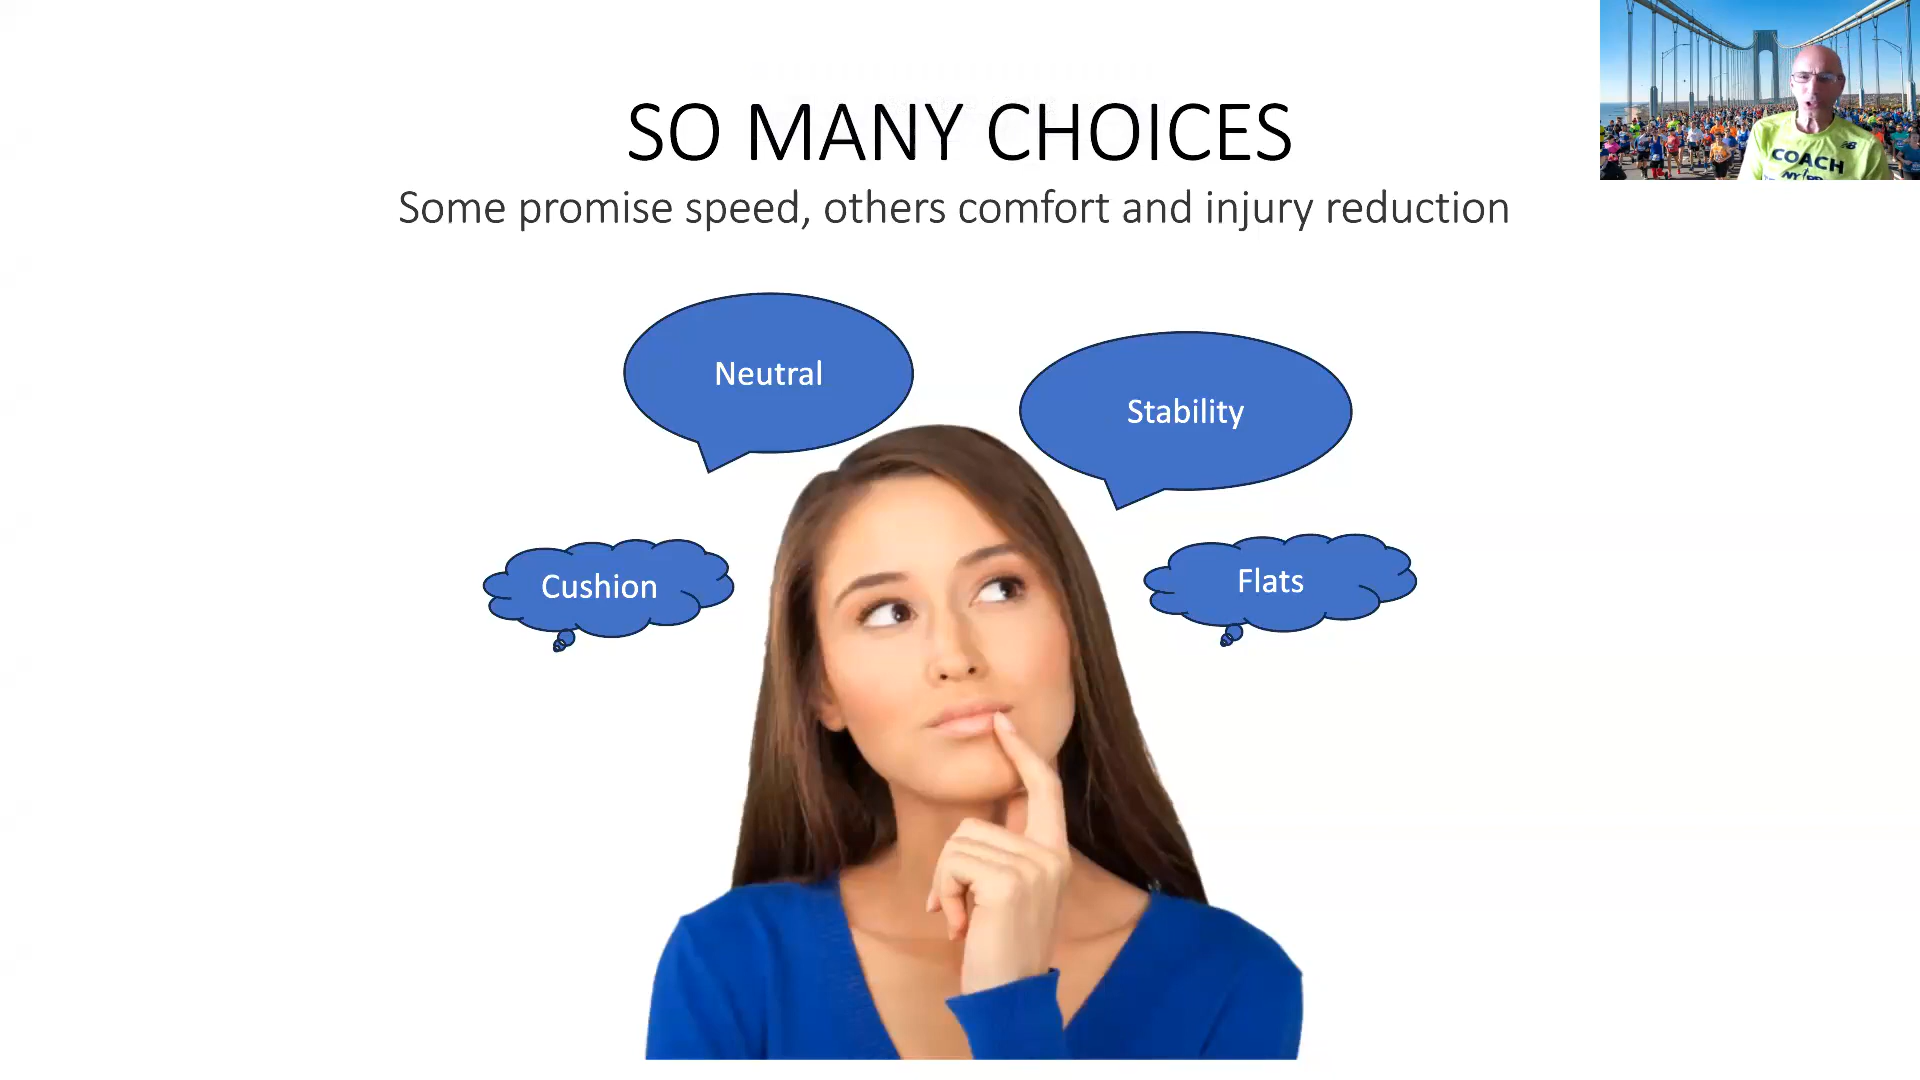 SO MANY CHOICES
Some promise speed, others comfort and injury reduction
Neutral
Stability
Cushion
Flats
COACH